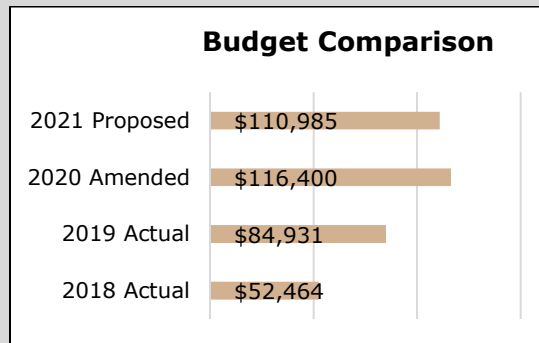 Budget Comparison
2021 Proposed $110,985
2020 Amended $116,400
2019 Actual $84,931
2018 Actual $52,464